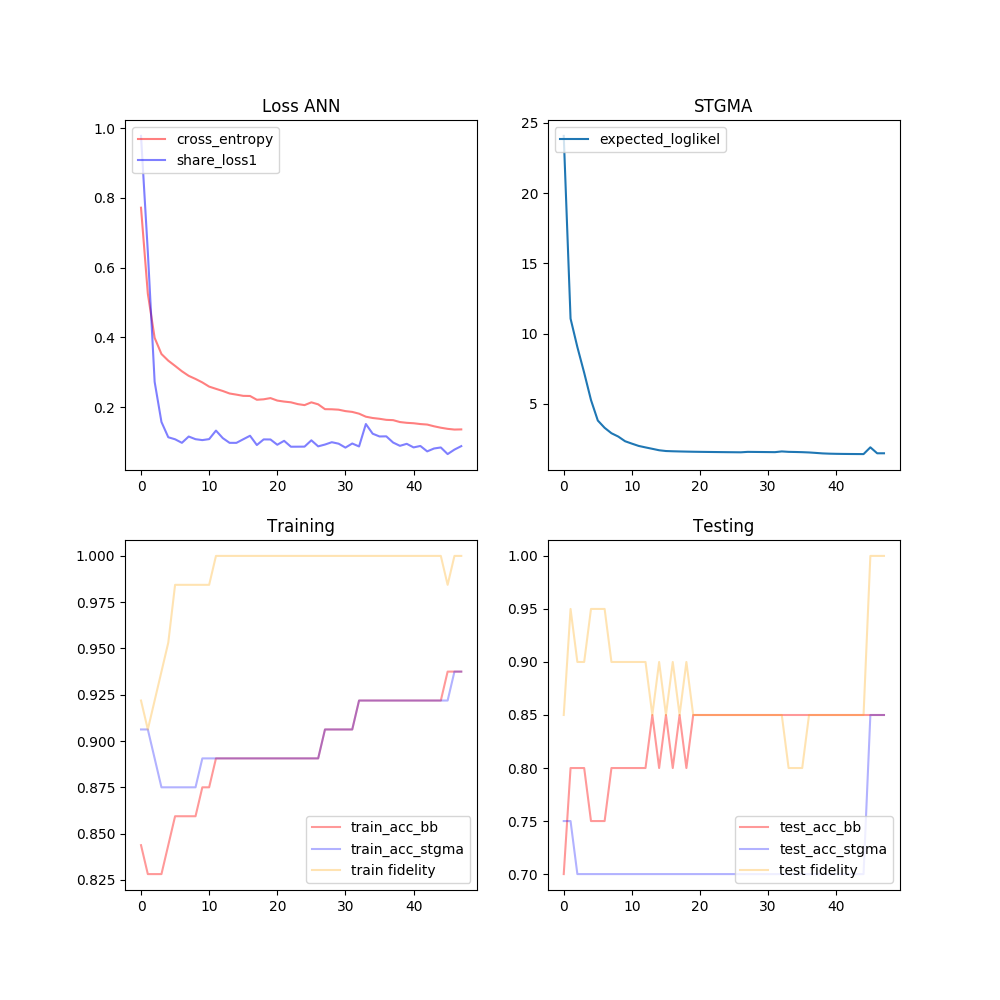 Loss ANN
1.0
0.8
0.6
0.4
0.2
0 10 20 30 40
cross_entropy
share_loss1
STGMA
25
20
15
10
5
0 10 20 30 40
expected_loglikel
Training
1.000
0.975
0.950
0.925
0.900
0.875
0.850
0.825
0 10 20 30 40
train_acc_bb
train_acc_stgma
train fidelity
Testing
1.00
0.95
0.90
0.85
0.80
0.75
0.70
0 10 20 30 40
test_acc_bb
test_acc_stgma
test fidelity